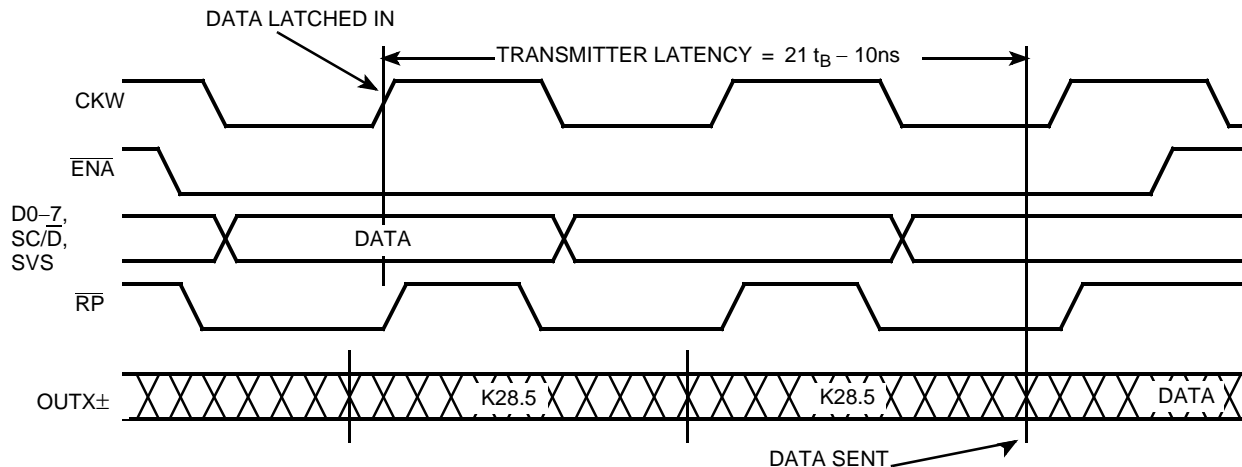 DATA LATCHED IN
TRANSMITTER LATENCY = 21 tB – 10ns
CKW
ENA
D0–7,
SC/D,
SVS
DATA
RP
OUTX±
K28.5
K28.5
DATA
DATA SENT